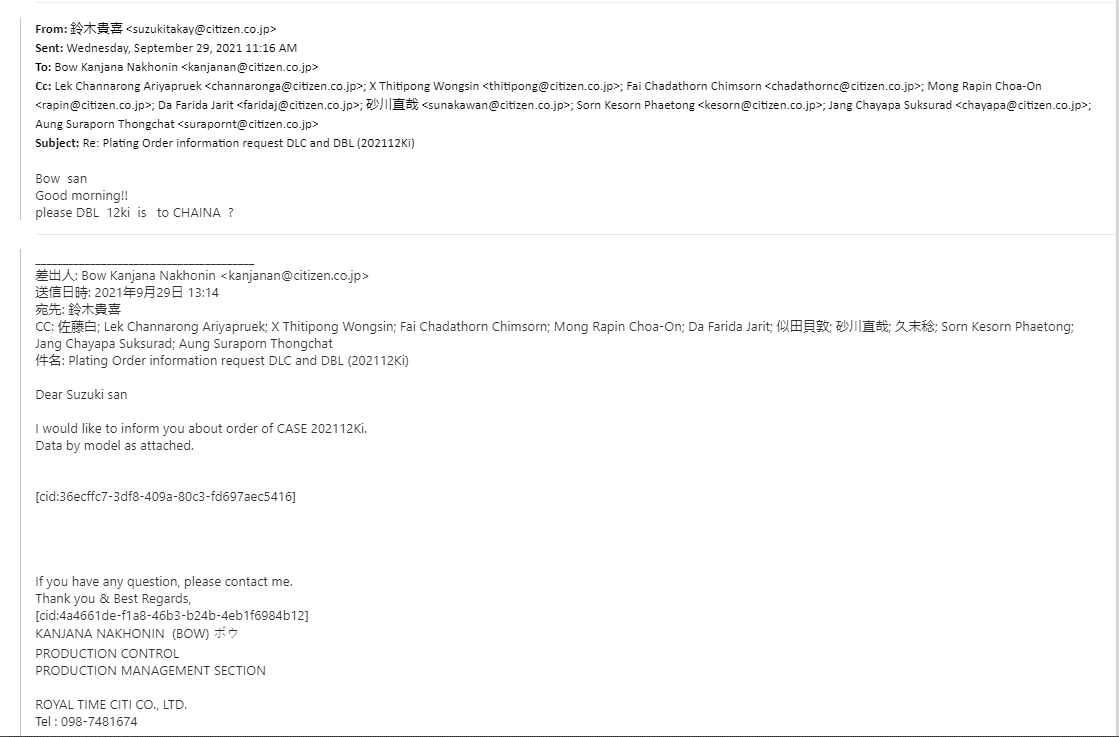 From: 鈴木貴喜 <suzukitakay@citizen.co.jp>
Sent: Wednesday, September 29, 2021 11:16 AM
To: Bow Kanjana Nakhonin <kanjanan@citizen.co.jp>
Cc: Lek Channarong Ariyapruek <channaronga@citizen.co.jp>; X Thitipong Wongsin <thitipong@citizen.co.jp>; Fai Chadathorn Chimsorn <chadathornc@citizen.co.jp>; Mong Rapin Choa-On
<rapin@citizen.co.jp>; Da Farida Jarit <faridaj@citizen.co.jp>; 砂川直哉 <sunakawan@citizen.co.jp>; Sorn Kesorn Phaetong <kesorn@citizen.co.jp>; Jang Chayapa Suksurad <chayapa@citizen.co.jp>;
Aung Suraporn Thongchat <surapornt@citizen.co.jp>
Subject: Re: Plating Order information request DLC and DBL (202112Ki)
Bow  san
Good morning!!
please DBL  12ki  is   to CHAINA  ?
________________________________________
差出人: Bow Kanjana Nakhonin <kanjanan@citizen.co.jp>
送信日時: 2021年9月29日 13:14
宛先: 鈴木貴喜
CC: 佐藤白; Lek Channarong Ariyapruek; X Thitipong Wongsin; Fai Chadathorn Chimsorn; Mong Rapin Choa-On; Da Farida Jarit; 似田貝敦; 砂川直哉; 久末稔; Sorn Kesorn Phaetong;
Jang Chayapa Suksurad; Aung Suraporn Thongchat
件名: Plating Order information request DLC and DBL (202112Ki)
Dear Suzuki san
I would like to inform you about order of CASE 202112Ki.
Data by model as attached.
[cid:36ecffc7-3df8-409a-80c3-fd697aec5416]
If you have any question, please contact me.
Thank you & Best Regards,
[cid:4a4661de-f1a8-46b3-b24b-4eb1f6984b12]
KANJANA NAKHONIN  (BOW) ボウ
PRODUCTION CONTROL
PRODUCTION MANAGEMENT SECTION
ROYAL TIME CITI CO., LTD.
Tel : 098-7481674